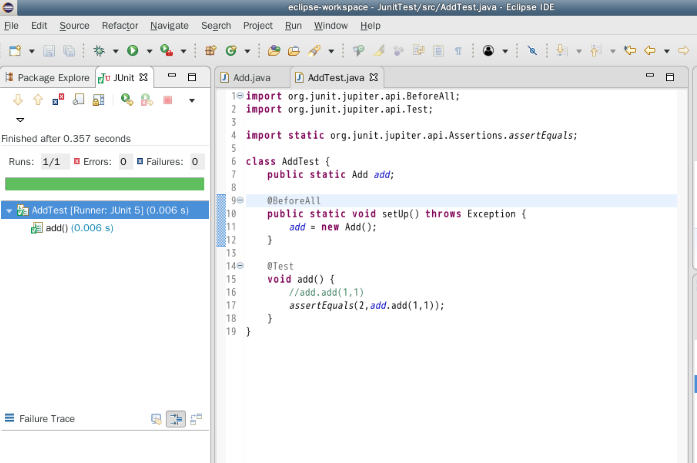 eclipse-workspace - JunitTest/src/AddTest.java - Eclipse IDE
File Edit Source Refactor Navigate Search Project Run Window Help
Package Explore JUnit
Add.java AddTest.java
Finished after 0.357 seconds
Runs: 1/1 Errors: 0 Failures: 0
AddTest [Runner: JUnit 5] (0.006 s)
add() (0.006 s)
Failure Trace
1 import org.junit.jupiter.api.BeforeAll;
2 import org.junit.jupiter.api.Test;
3
4 import static org.junit.jupiter.api.Assertions.assertEquals;
5
6 class AddTest {
7 public static Add add;
8
9 @BeforeAll
10 public static void setUp() throws Exception {
11 add = new Add();
12 }
13
14 @Test
15 void add() {
16 //add.add(1,1)
17 assertEquals(2,add.add(1,1));
18 }
19 }